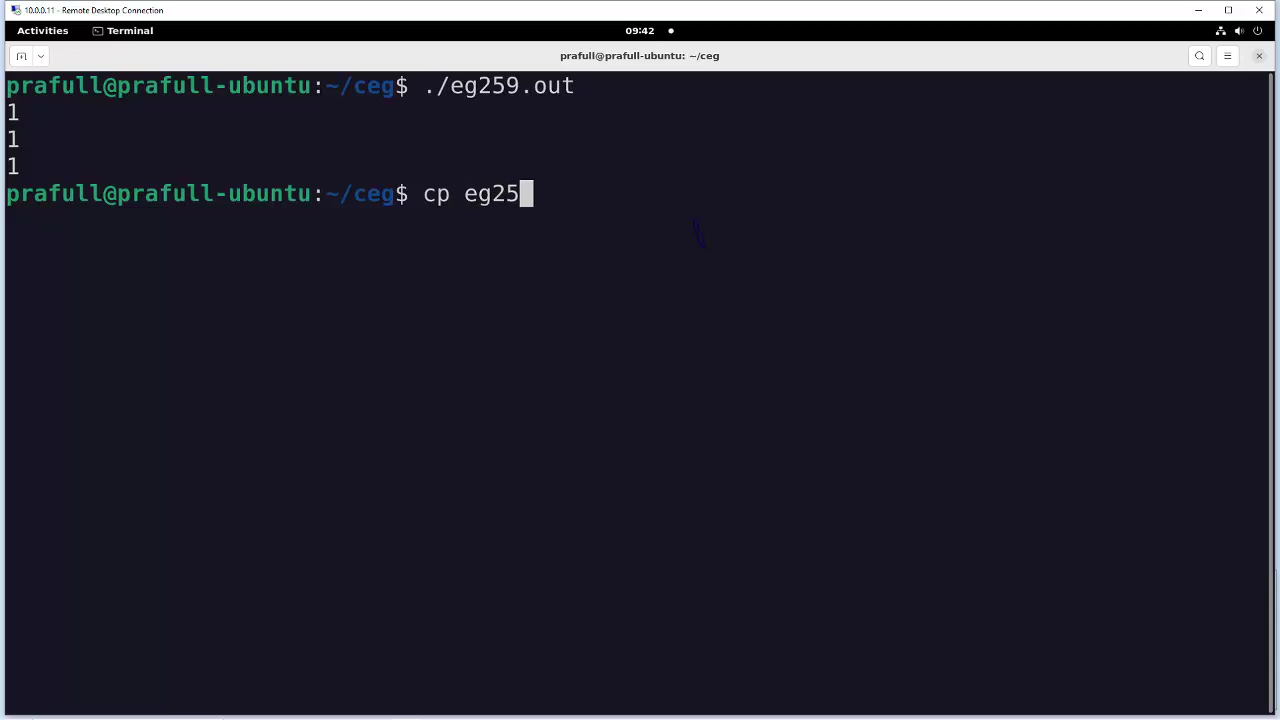 10.0.0.11 - Remote Desktop Connection
Activities
Terminal
09:42
prafull@prafull-ubuntu: ~/ceg
prafull@prafull-ubuntu:~/ceg$ ./eg259.out
1
1
1
prafull@prafull-ubuntu:~/ceg$ cp eg25